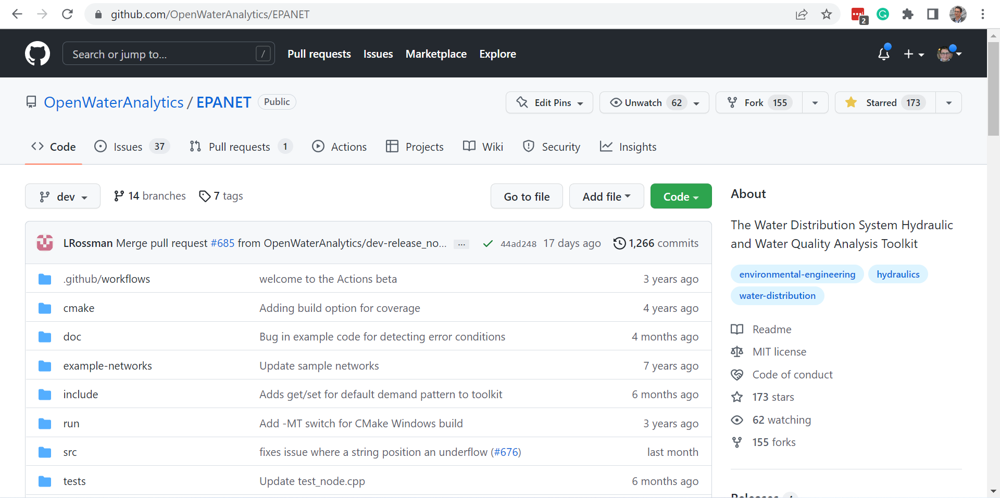 github.com/OpenWaterAnalytics/EPANET
2
Search or jump to... /
Pull requests Issues Marketplace Explore
OpenWaterAnalytics / EPANET Public
Edit Pins Unwatch 62 Fork 155 Starred 173
Code Issues 37 Pull requests 1 Actions Projects Wiki Security Insights
dev 14 branches 7 tags Go to file Add file Code
LRossman Merge pull request #685 from OpenWaterAnalytics/dev-release_no... ... 44ad248 17 days ago 1,266 commits
.github/workflows welcome to the Actions beta 3 years ago
cmake Adding build option for coverage 4 years ago
doc Bug in example code for detecting error conditions 4 months ago
example-networks Update sample networks 7 years ago
include Adds get/set for default demand pattern to toolkit 6 months ago
run Add -MT switch for CMake Windows build 3 years ago
src fixes issue where a string position an underflow (#676) last month
tests Update test_node.cpp 6 months ago
About
The Water Distribution System Hydraulic
and Water Quality Analysis Toolkit
environmental-engineering hydraulics
water-distribution
Readme
MIT license
Code of conduct
173 stars
62 watching
155 forks
Releases 4